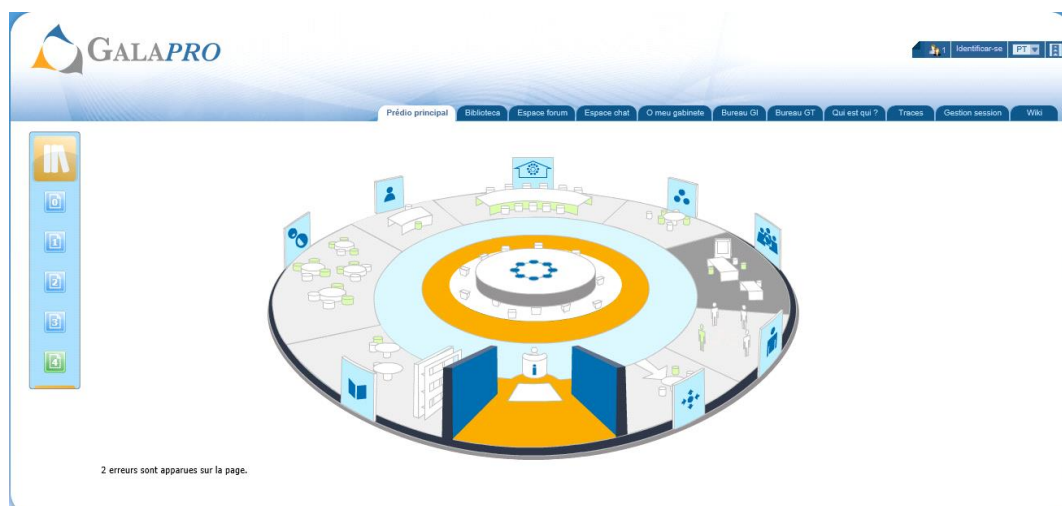 GALAPRO
1 Identificar-se PT
Prédio principal Biblioteca Espace forum Espace chat O meu gabinete Bureau GI Bureau GT Qui est qui ? Traces Gestion session Wiki
0
1
2
3
4
i
2 erreurs sont apparues sur la page.